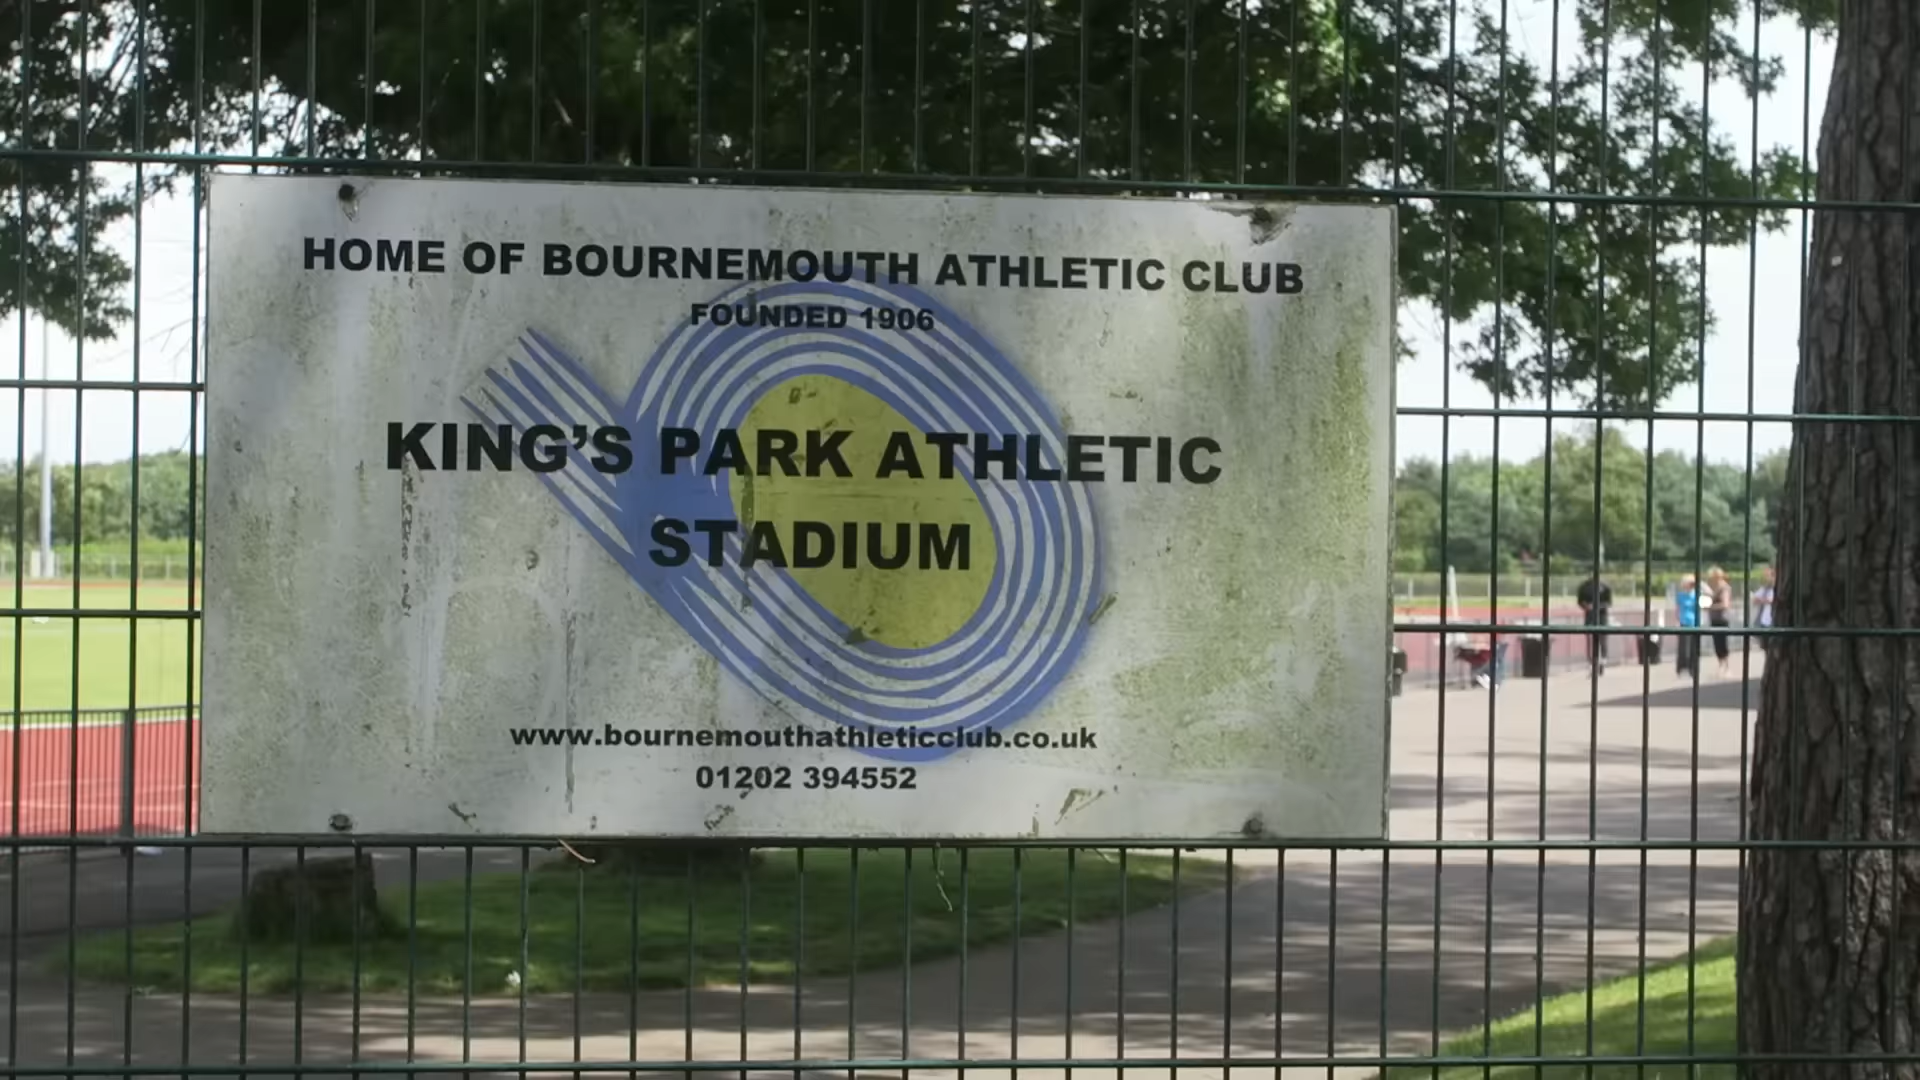 HOME OF BOURNEMOUTH ATHLETIC CLUB
FOUNDED 1906
KING'S PARK ATHLETIC
STADIUM
www.bournemouthathleticclub.co.uk
01202 394552